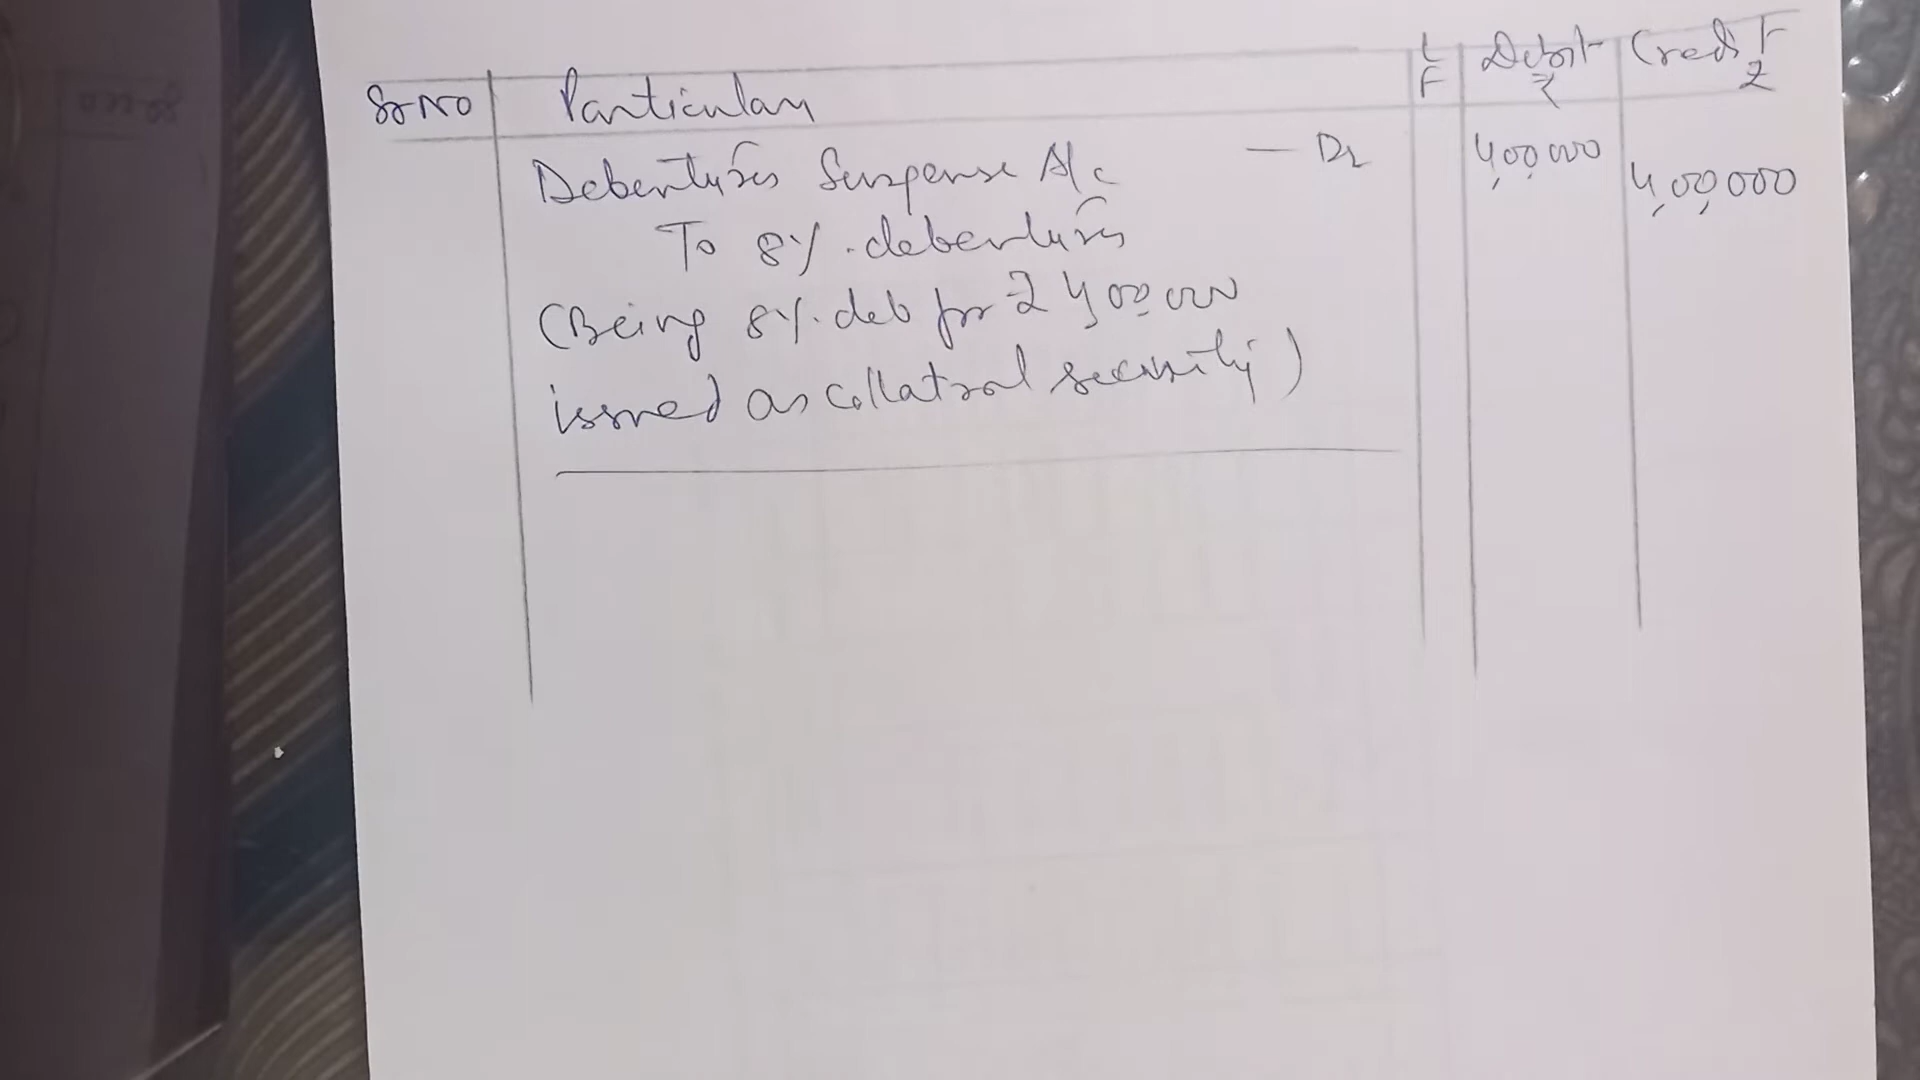 Sr No Particulars L F Debit ₹ Credit ₹
Debentures Suspense A/c — Dr 4,00,000
To 8% debentures 4,00,000
(Being 8% deb for ₹ 4,00,000
issued as collatral security)